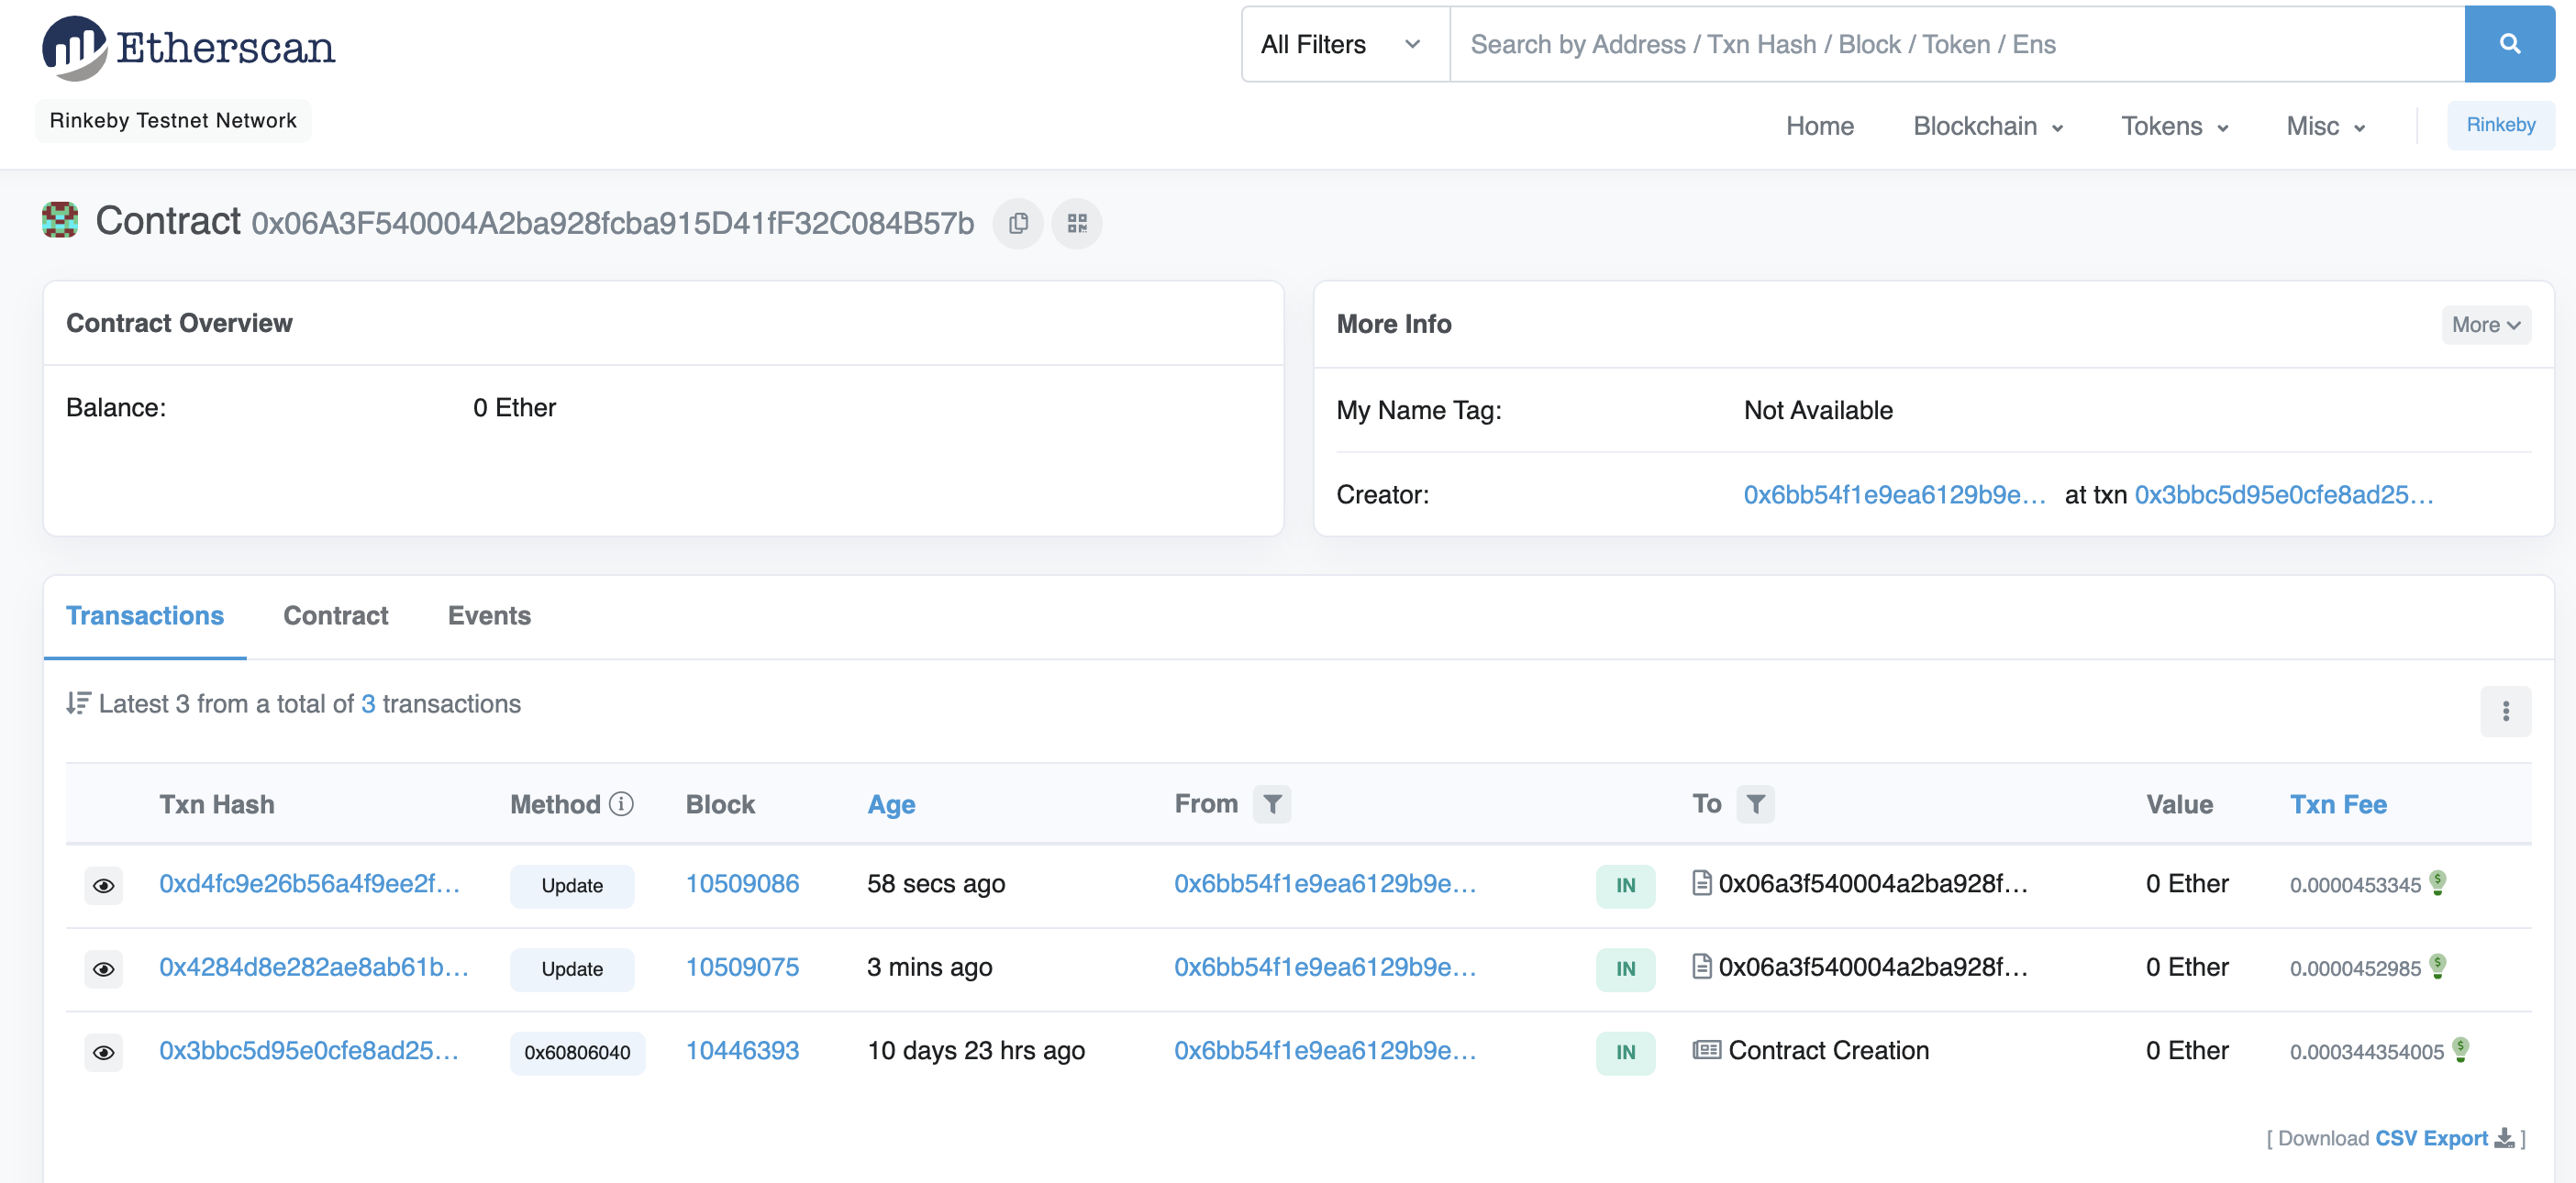 Etherscan
All Filters
Search by Address / Txn Hash / Block / Token / Ens
Rinkeby Testnet Network
Home Blockchain Tokens Misc Rinkeby
Contract 0x06A3F540004A2ba928fcba915D41fF32C084B57b
Contract Overview
Balance: 0 Ether
More Info More
My Name Tag: Not Available
Creator: 0x6bb54f1e9ea6129b9e... at txn 0x3bbc5d95e0cfe8ad25...
Transactions Contract Events
Latest 3 from a total of 3 transactions
Txn Hash Method Block Age From To Value Txn Fee
0xd4fc9e26b56a4f9ee2f... Update 10509086 58 secs ago 0x6bb54f1e9ea6129b9e... IN 0x06a3f540004a2ba928f... 0 Ether 0.0000453345
0x4284d8e282ae8ab61b... Update 10509075 3 mins ago 0x6bb54f1e9ea6129b9e... IN 0x06a3f540004a2ba928f... 0 Ether 0.0000452985
0x3bbc5d95e0cfe8ad25... 0x60806040 10446393 10 days 23 hrs ago 0x6bb54f1e9ea6129b9e... IN Contract Creation 0 Ether 0.000344354005
[ Download CSV Export ]